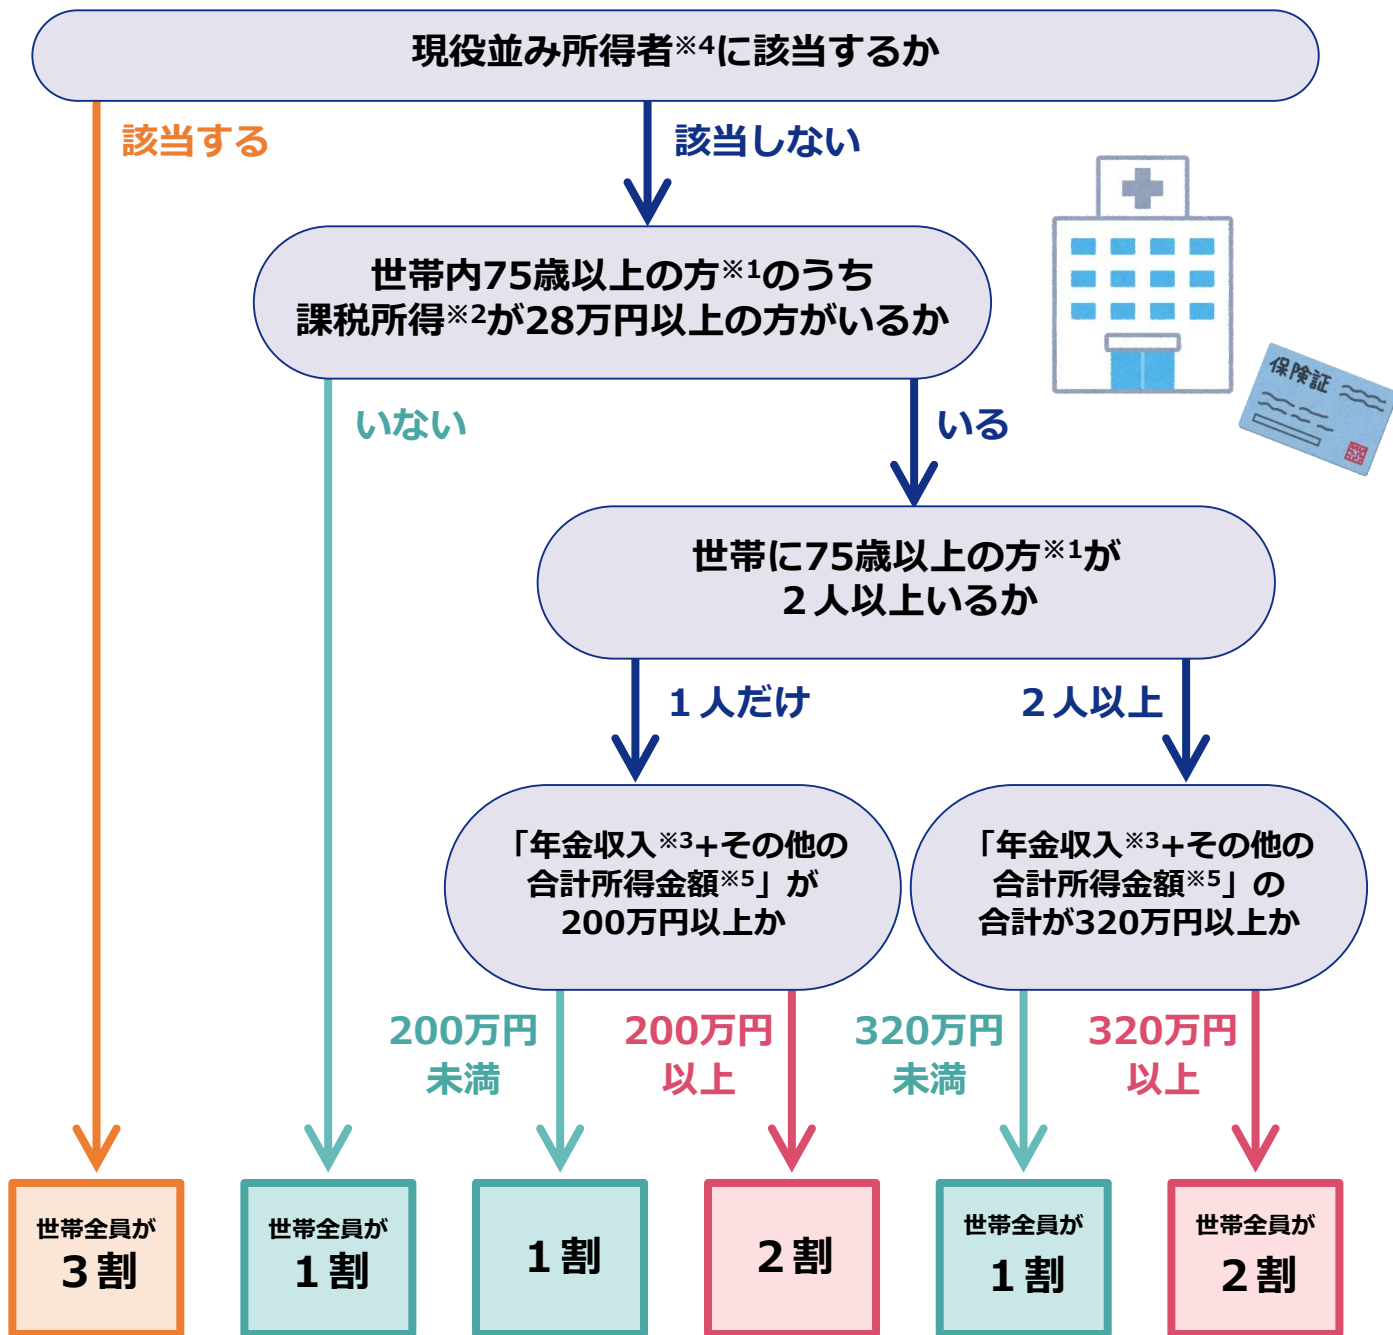 現役並み所得者※4に該当するか
該当する
該当しない
世帯内75歳以上の方※1のうち
課税所得※2が28万円以上の方がいるか
保険証
いない
いる
世帯に75歳以上の方※1が
２人以上いるか
１人だけ
２人以上
「年金収入※3+その他の
合計所得金額※5」が
200万円以上か
「年金収入※3+その他の
合計所得金額※5」の
合計が320万円以上か
200万円
未満
200万円
以上
320万円
未満
320万円
以上
世帯全員が
３割
世帯全員が
１割
１割
２割
世帯全員が
１割
世帯全員が
２割